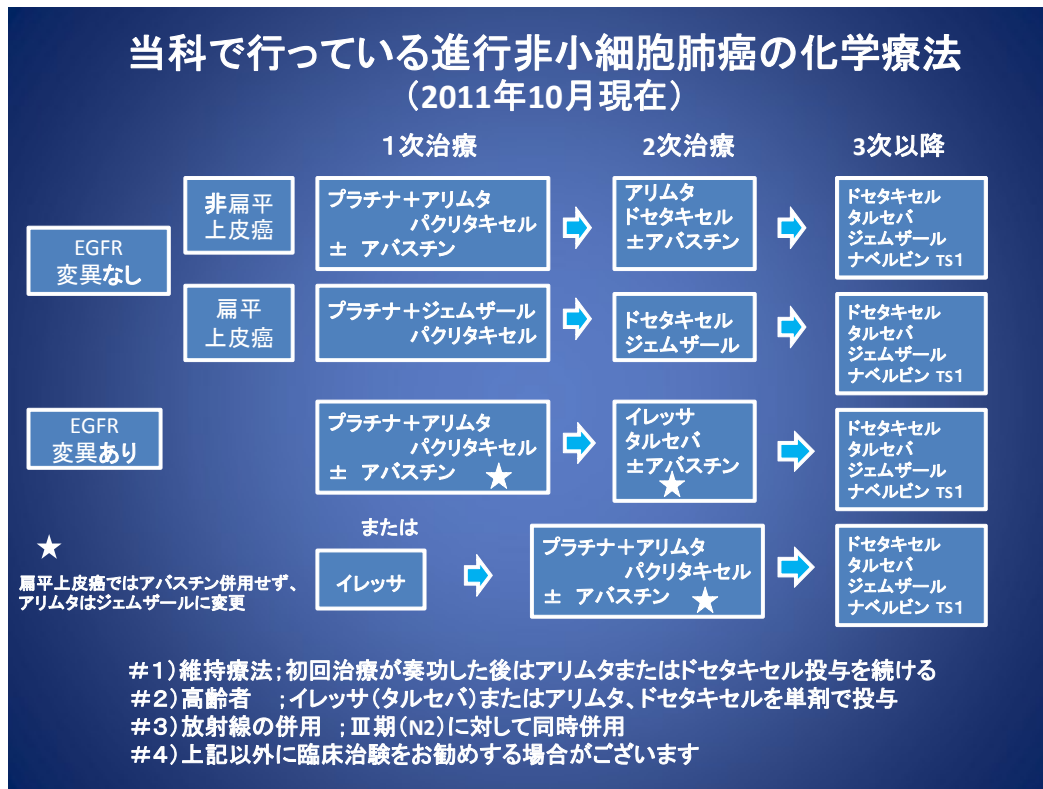 当科で行っている進行非小細胞肺癌の化学療法
（2011年10月現在）
１次治療
2次治療
3次以降
EGFR
変異なし
非扁平
上皮癌
プラチナ＋アリムタ
パクリタキセル
± アバスチン
アリムタ
ドセタキセル
±アバスチン
ドセタキセル
タルセバ
ジェムザール
ナベルビン TS1
扁平
上皮癌
プラチナ＋ジェムザール
パクリタキセル
ドセタキセル
ジェムザール
ドセタキセル
タルセバ
ジェムザール
ナベルビン TS1
EGFR
変異あり
プラチナ＋アリムタ
パクリタキセル
± アバスチン ★
イレッサ
タルセバ
±アバスチン
★
ドセタキセル
タルセバ
ジェムザール
ナベルビン TS1
または
イレッサ
プラチナ＋アリムタ
パクリタキセル
± アバスチン ★
ドセタキセル
タルセバ
ジェムザール
ナベルビン TS1
★
扁平上皮癌ではアバスチン併用せず、
アリムタはジェムザールに変更
＃１）維持療法；初回治療が奏功した後はアリムタまたはドセタキセル投与を続ける
＃２）高齢者 ；イレッサ（タルセバ）またはアリムタ、ドセタキセルを単剤で投与
＃３）放射線の併用 ；Ⅲ期（N2）に対して同時併用
＃４）上記以外に臨床治験をお勧めする場合がございます